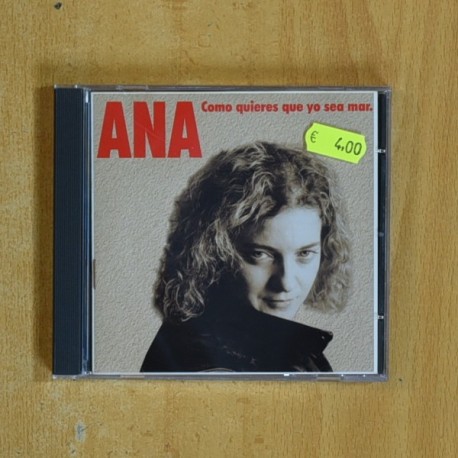 ANA
Como quieres que yo sea mar.
€ 4,00